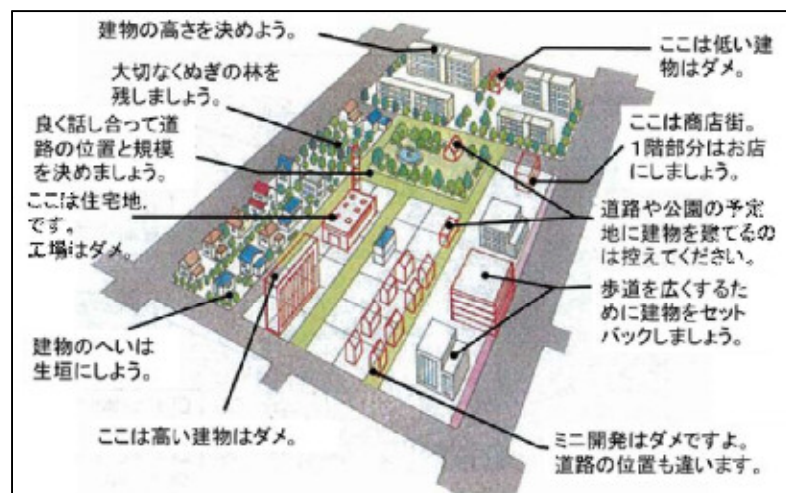 建物の高さを決めよう。
大切なくぬぎの林を
残しましょう。
良く話し合って道
路の位置と規模
を決めましょう。
ここは住宅地.
です。
工場はダメ。
建物のへいは
生垣にしよう。
ここは高い建物はダメ。
ここは低い建
物はダメ。
ここは商店街。
1階部分はお店
にしましょう。
道路や公園の予定
地に建物を建てるの
は控えてください。
歩道を広くするた
めに建物をセット
バックしましょう。
ミニ開発はダメですよ。
道路の位置も違います。